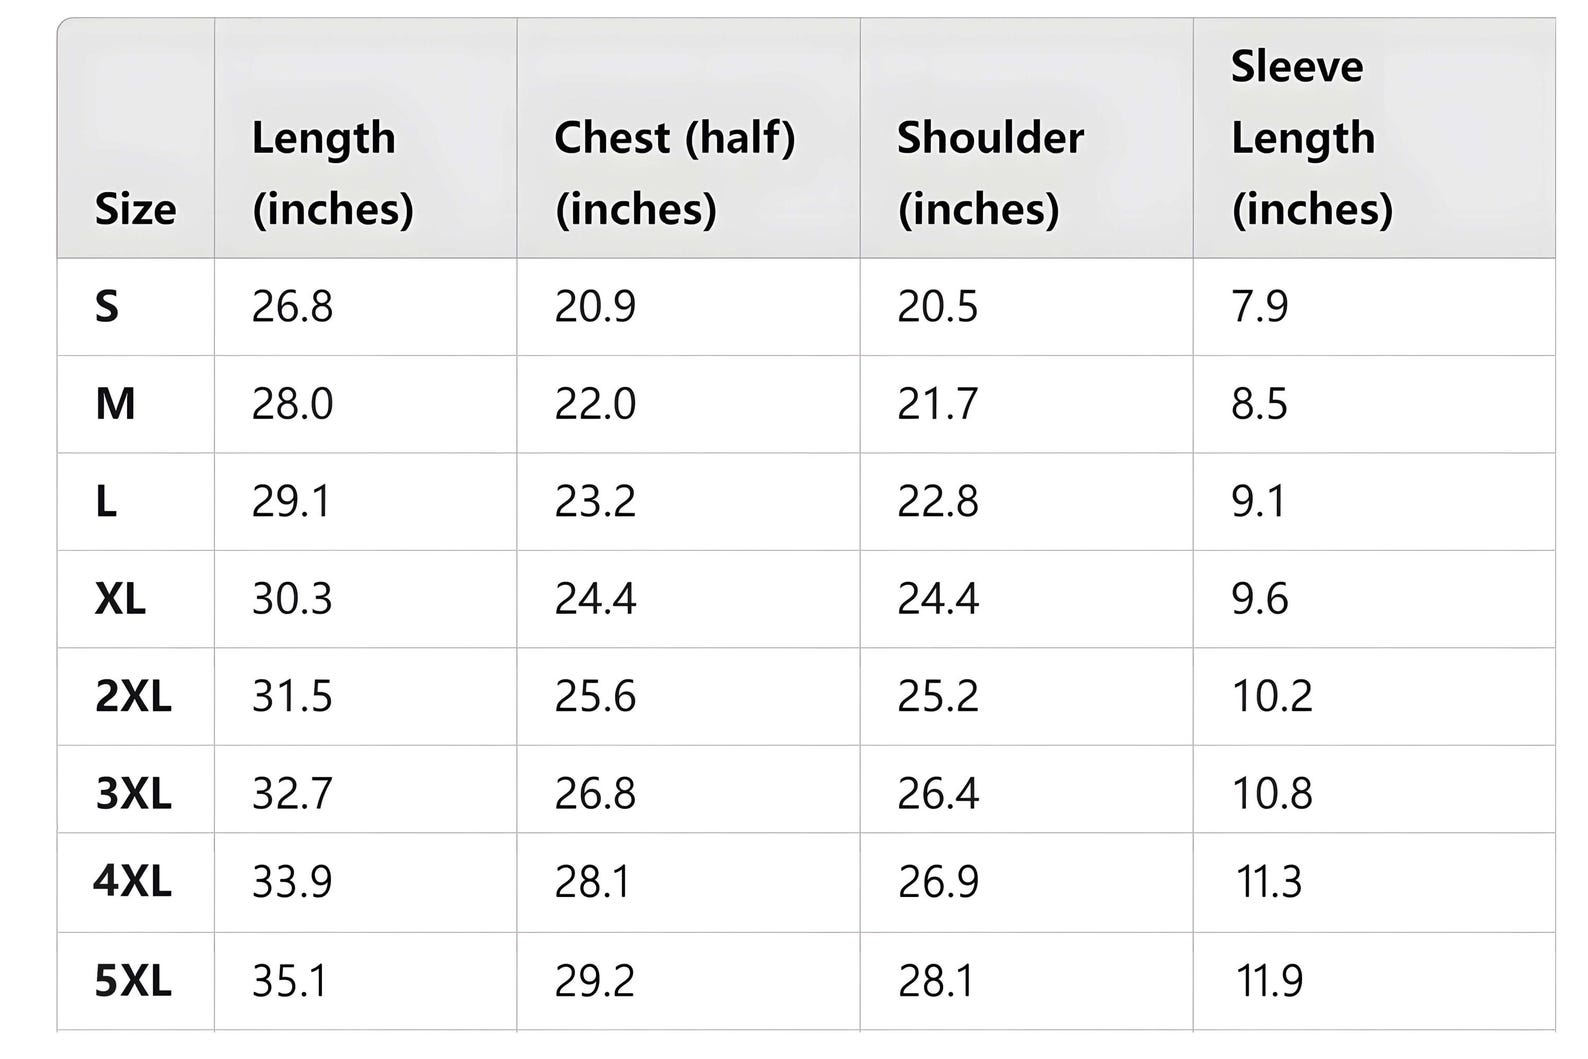 Size Length (inches) Chest (half) (inches) Shoulder (inches) Sleeve Length (inches)
S 26.8 20.9 20.5 7.9
M 28.0 22.0 21.7 8.5
L 29.1 23.2 22.8 9.1
XL 30.3 24.4 24.4 9.6
2XL 31.5 25.6 25.2 10.2
3XL 32.7 26.8 26.4 10.8
4XL 33.9 28.1 26.9 11.3
5XL 35.1 29.2 28.1 11.9